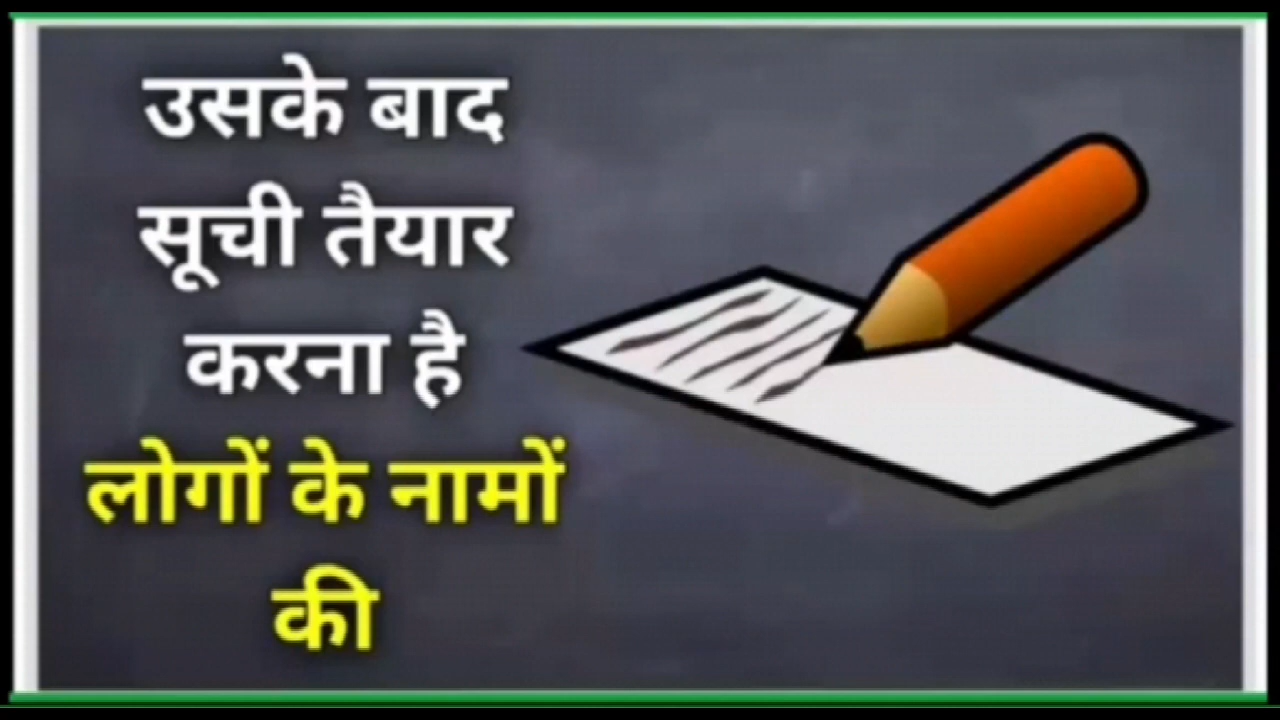 उसके बाद
सूची तैयार
करना है
लोगों के नामों
की